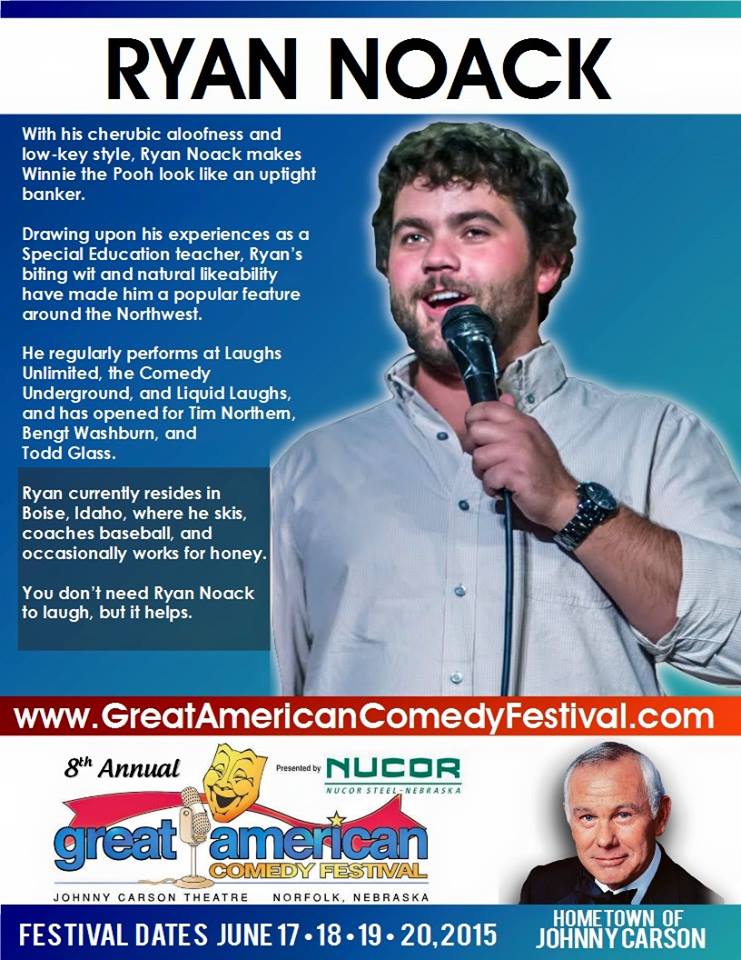 RYAN NOACK
With his cherubic aloofness and
low-key style, Ryan Noack makes
Winnie the Pooh look like an uptight
banker.
Drawing upon his experiences as a
Special Education teacher, Ryan's
biting wit and natural likeability
have made him a popular feature
around the Northwest.
He regularly performs at Laughs
Unlimited, the Comedy
Underground, and Liquid Laughs,
and has opened for Tim Northern,
Bengt Washburn, and
Todd Glass.
Ryan currently resides in
Boise, Idaho, where he skis,
coaches baseball, and
occasionally works for honey.
You don't need Ryan Noack
to laugh, but it helps.
www.GreatAmericanComedyFestival.com
8th Annual
Presented by NUCOR
NUCOR STEEL-NEBRASKA
great american
COMEDY FESTIVAL
JOHNNY CARSON THEATRE NORFOLK, NEBRASKA
FESTIVAL DATES JUNE 17 • 18 • 19 • 20, 2015
HOMETOWN OF
JOHNNY CARSON